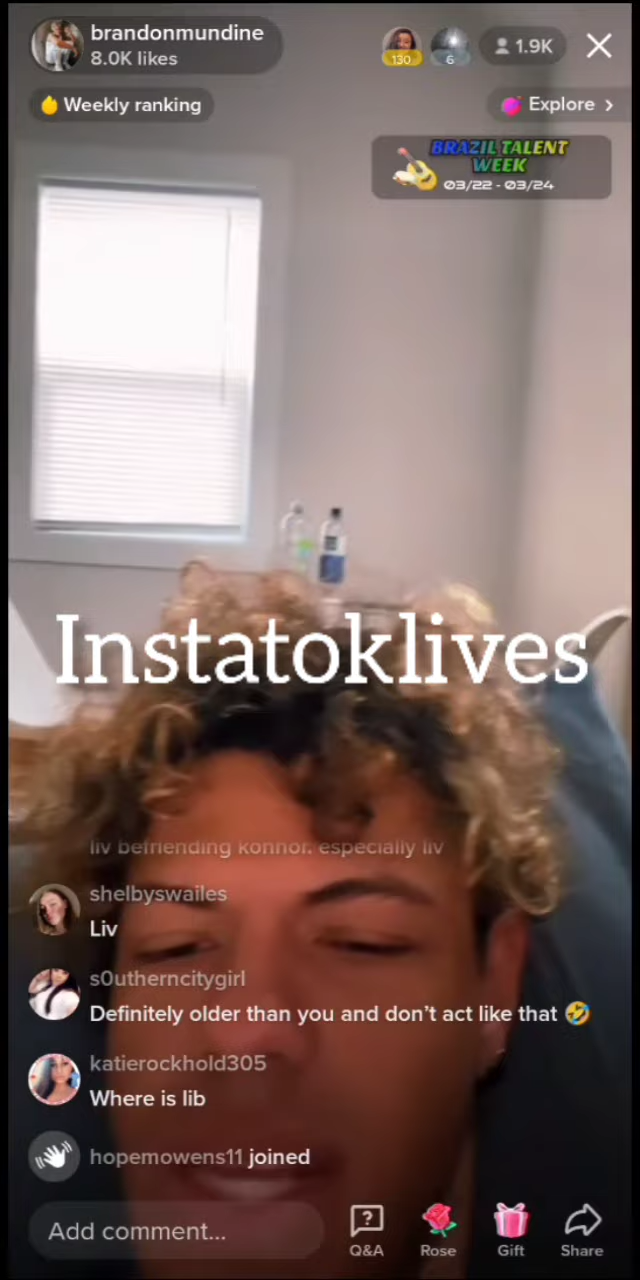 brandonmundine
8.0K likes
130
6
1.9K
Weekly ranking
Explore >
BRAZIL TALENT
WEEK
03/22 - 03/24
Instatoklives
liv befriending konnor. especially liv
shelbyswailes
Liv
s0utherncitygirl
Definitely older than you and don't act like that 🤣
katierockhold305
Where is lib
hopemowens11 joined
Add comment...
Q&A
Rose
Gift
Share